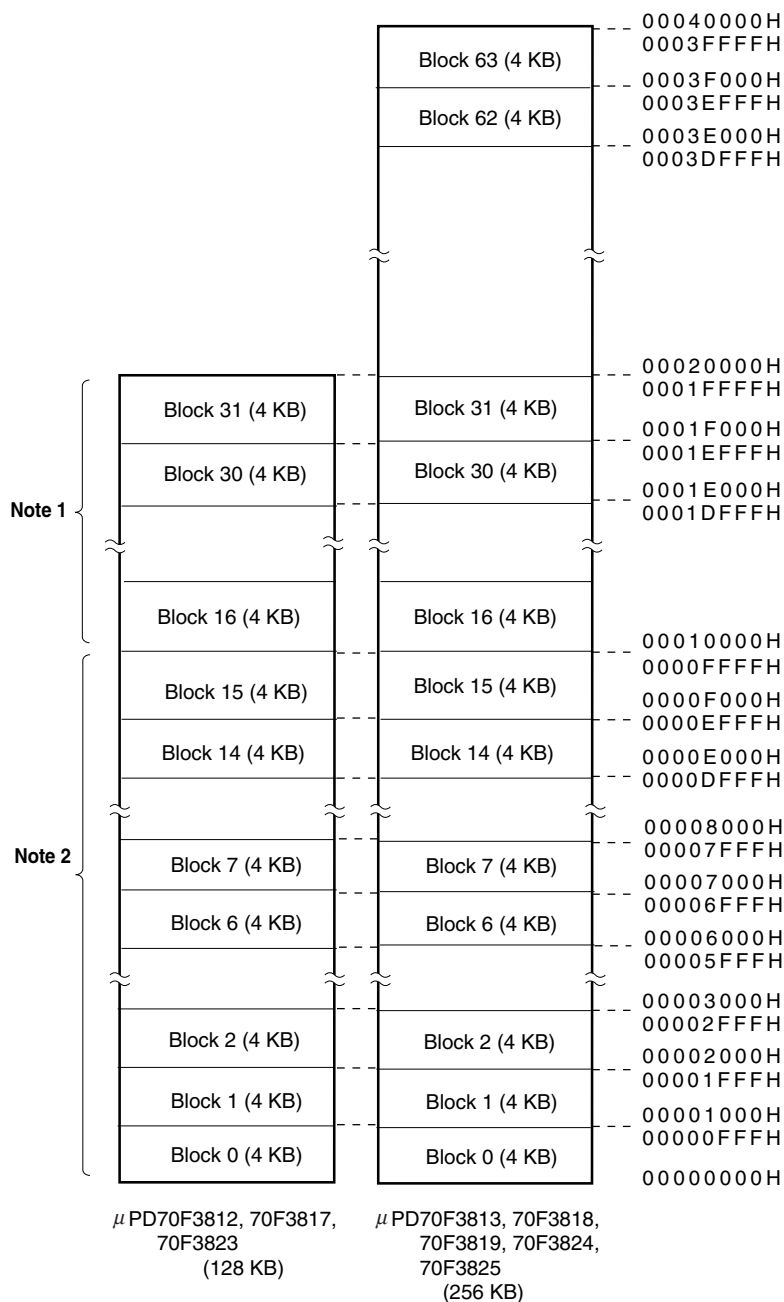 00040000H
0003FFFFH
Block 63 (4 KB)
0003F000H
0003EFFFH
Block 62 (4 KB)
0003E000H
0003DFFFH
00020000H
0001FFFFH
Block 31 (4 KB)
Block 31 (4 KB)
0001F000H
0001EFFFH
Block 30 (4 KB)
Block 30 (4 KB)
0001E000H
0001DFFFH
Note 1
Block 16 (4 KB)
Block 16 (4 KB)
00010000H
0000FFFFH
Block 15 (4 KB)
Block 15 (4 KB)
0000F000H
0000EFFFH
Block 14 (4 KB)
Block 14 (4 KB)
0000E000H
0000DFFFH
00008000H
00007FFFH
Note 2
Block 7 (4 KB)
Block 7 (4 KB)
00007000H
00006FFFH
Block 6 (4 KB)
Block 6 (4 KB)
00006000H
00005FFFH
00003000H
00002FFFH
Block 2 (4 KB)
Block 2 (4 KB)
00002000H
00001FFFH
Block 1 (4 KB)
Block 1 (4 KB)
00001000H
00000FFFH
Block 0 (4 KB)
Block 0 (4 KB)
00000000H
μPD70F3812, 70F3817,
70F3823
(128 KB)
μPD70F3813, 70F3818,
70F3819, 70F3824,
70F3825
(256 KB)